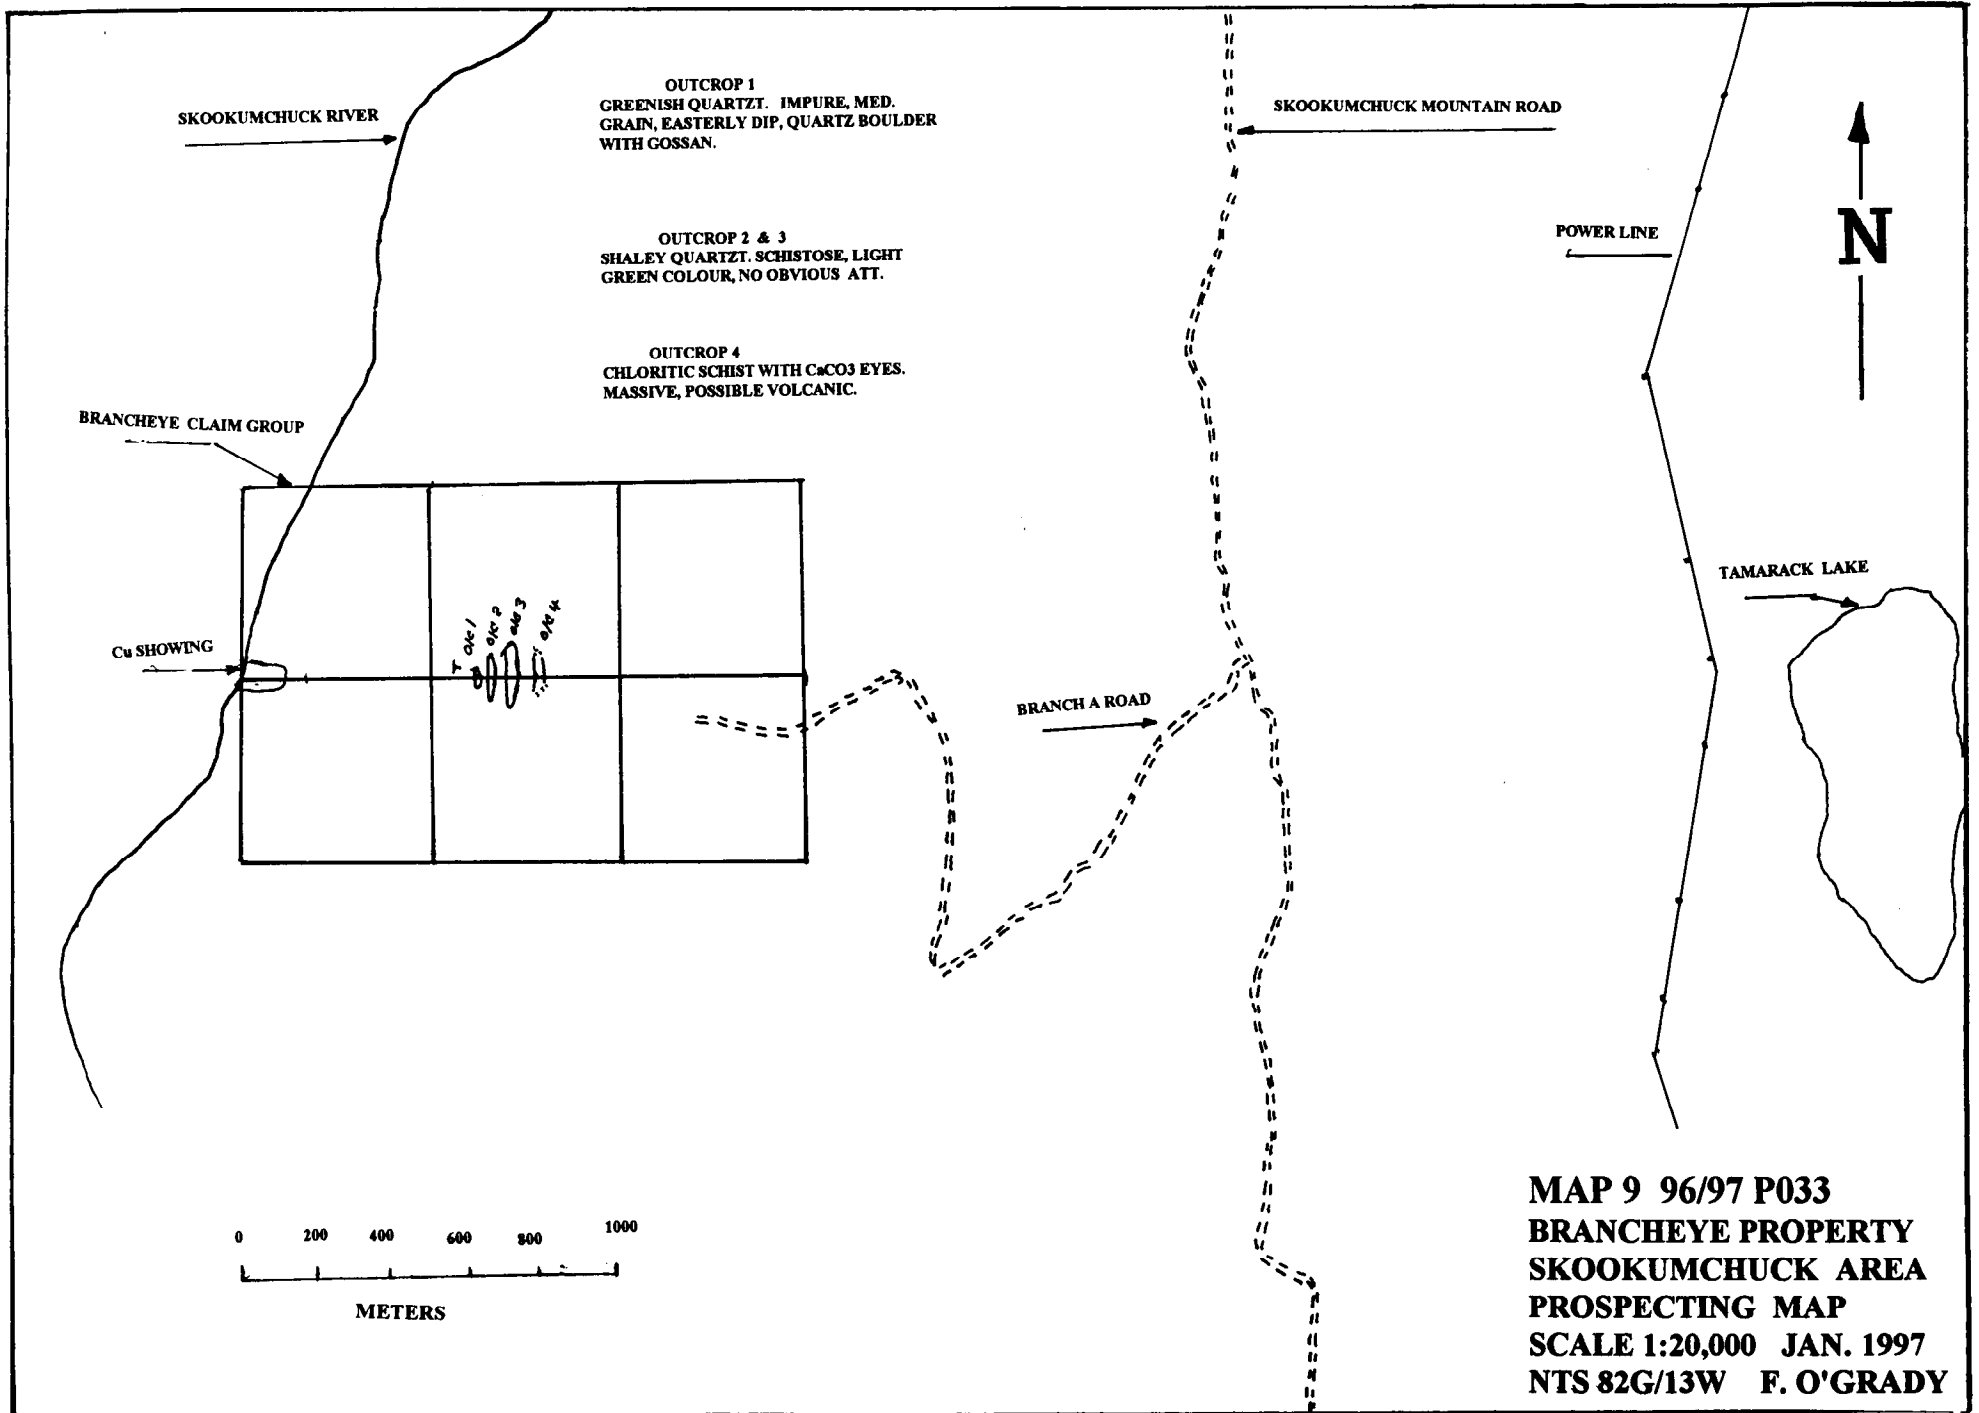 OUTCROP 1
GREENISH QUARTZT. IMPURE, MED.
GRAIN, EASTERLY DIP, QUARTZ BOULDER
WITH GOSSAN.
SKOOKUMCHUCK RIVER
SKOOKUMCHUCK MOUNTAIN ROAD
N
POWER LINE
OUTCROP 2 & 3
SHALEY QUARTZT. SCHISTOSE, LIGHT
GREEN COLOUR, NO OBVIOUS ATT.
OUTCROP 4
CHLORITIC SCHIST WITH CaCO3 EYES.
MASSIVE, POSSIBLE VOLCANIC.
BRANCHEYE CLAIM GROUP
TAMARACK LAKE
Cu SHOWING
O/C 1
O/C 2
O/C 3
O/C 4
BRANCH A ROAD
0 200 400 600 800 1000
METERS
MAP 9 96/97 P033
BRANCHEYE PROPERTY
SKOOKUMCHUCK AREA
PROSPECTING MAP
SCALE 1:20,000 JAN. 1997
NTS 82G/13W F. O'GRADY